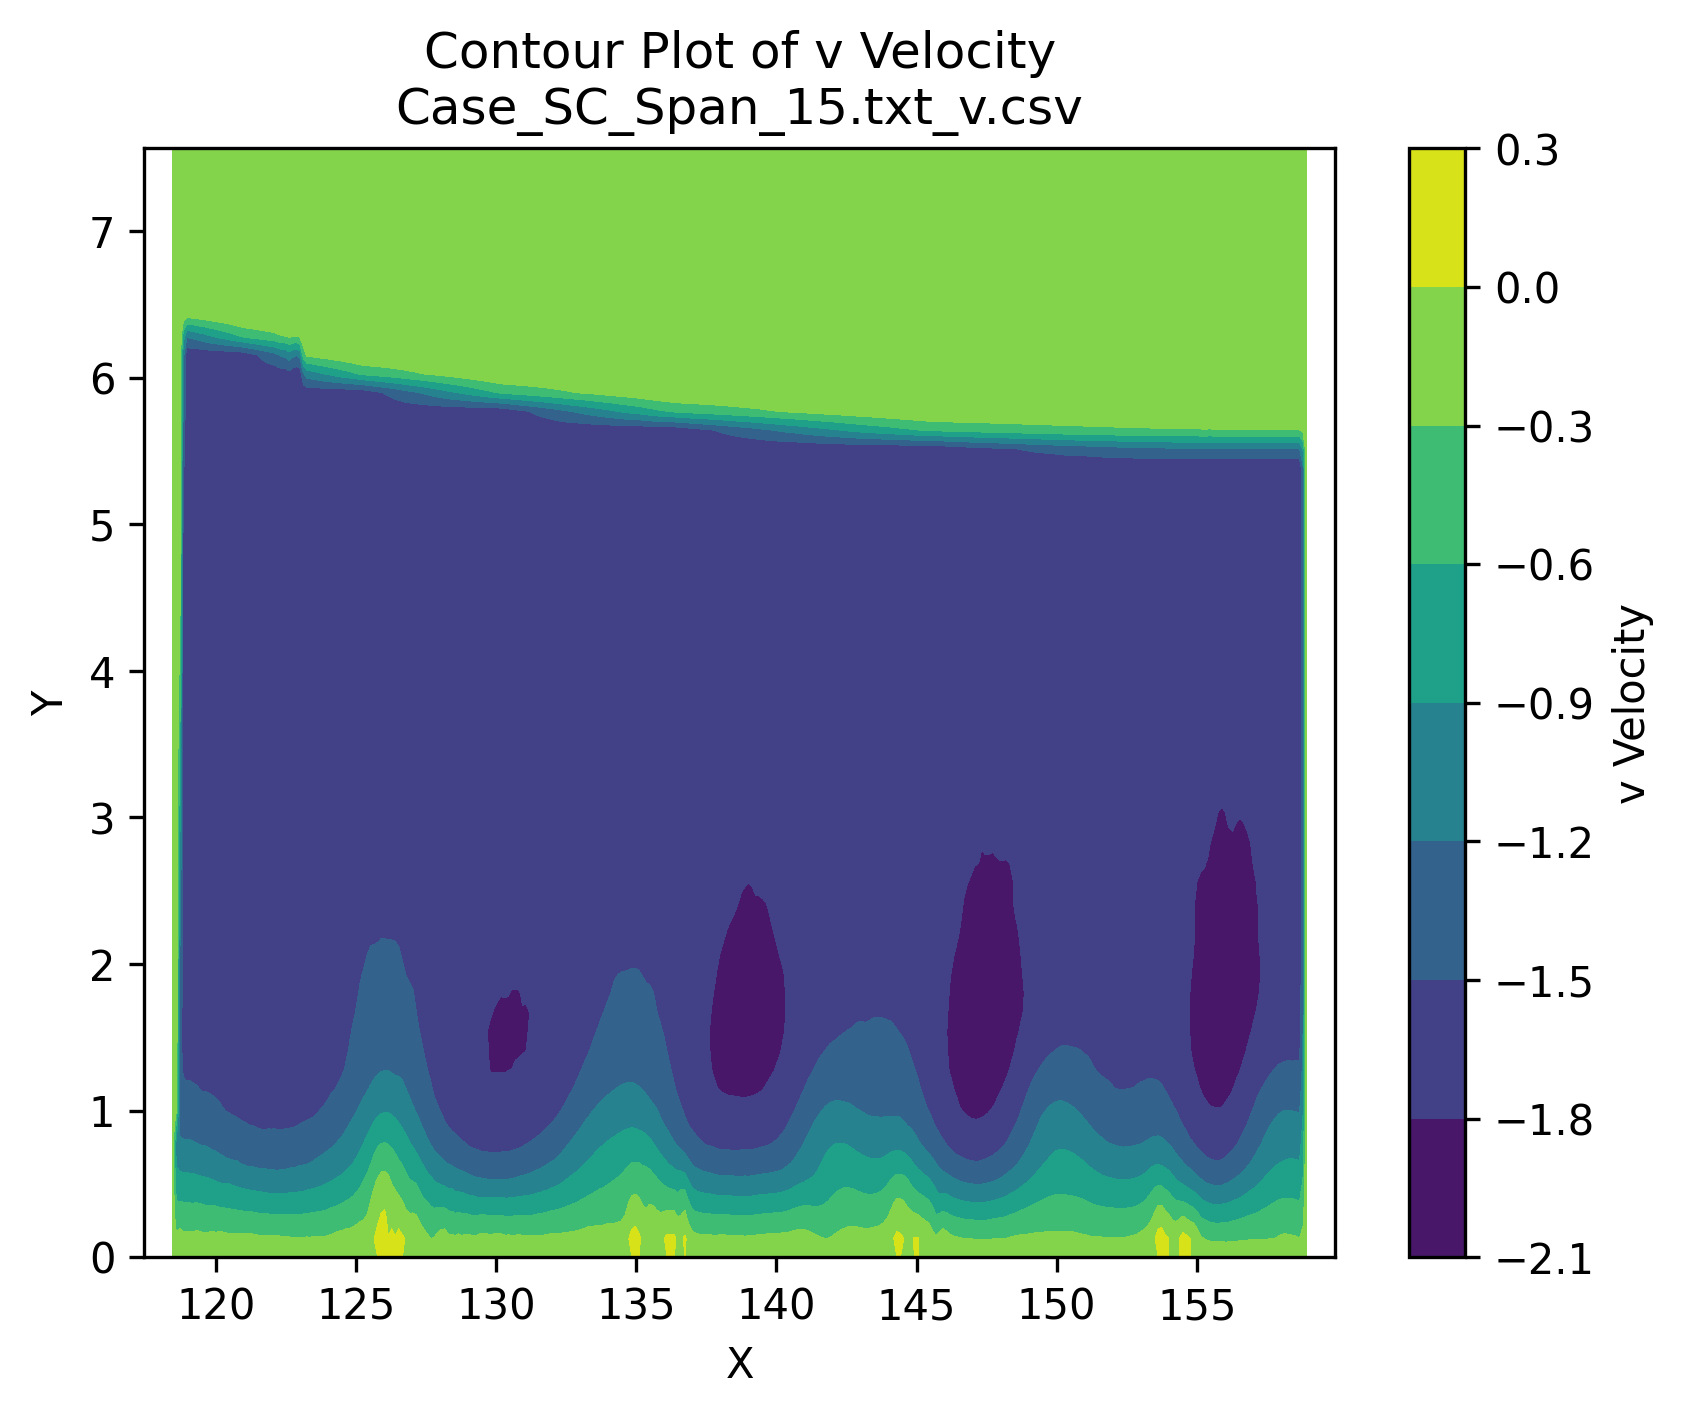 Contour Plot of v Velocity
Case_SC_Span_15.txt_v.csv
7
6
5
4
3
2
1
0
Y
120 125 130 135 140 145 150 155
X
0.3
0.0
−0.3
−0.6
−0.9
−1.2
−1.5
−1.8
−2.1
v Velocity